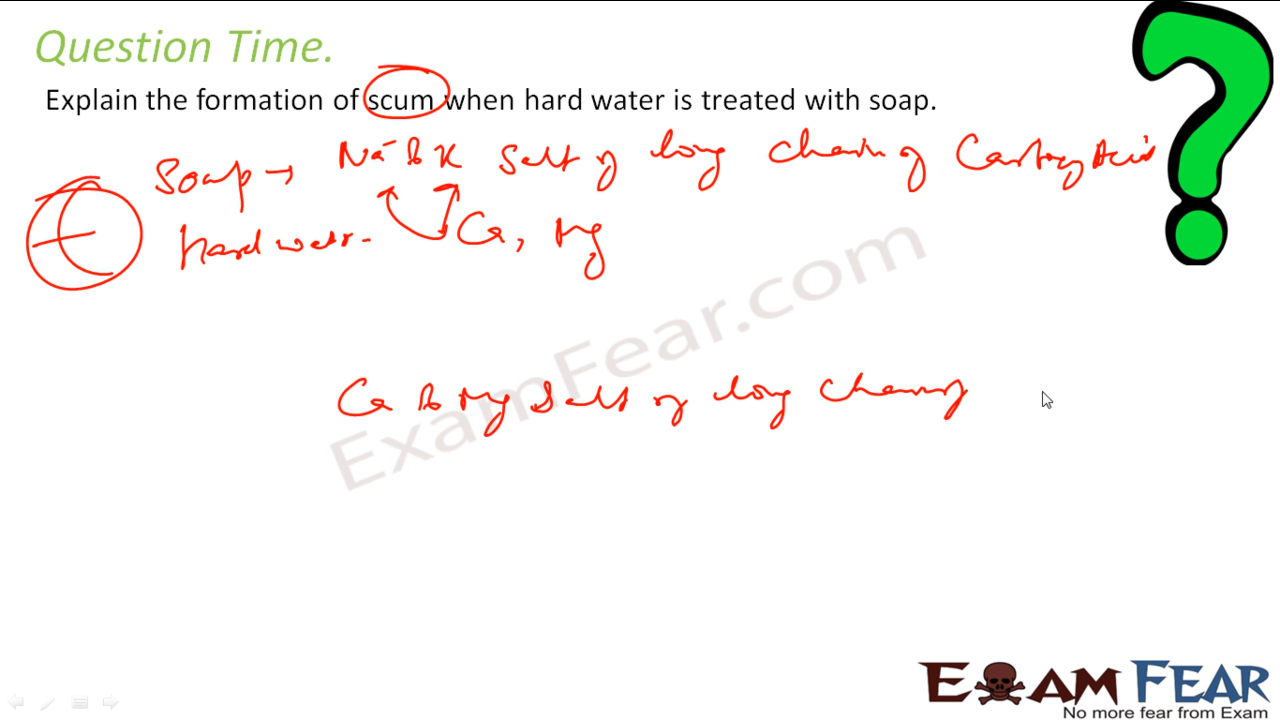 Question Time.
Explain the formation of scum when hard water is treated with soap.
Soap → Na & K Salt of long chain of
Hard water - Ca, Mg
ExamFear.com
Ca & Mg Salt of long chain of
EXAM FEAR
No more fear from Exam